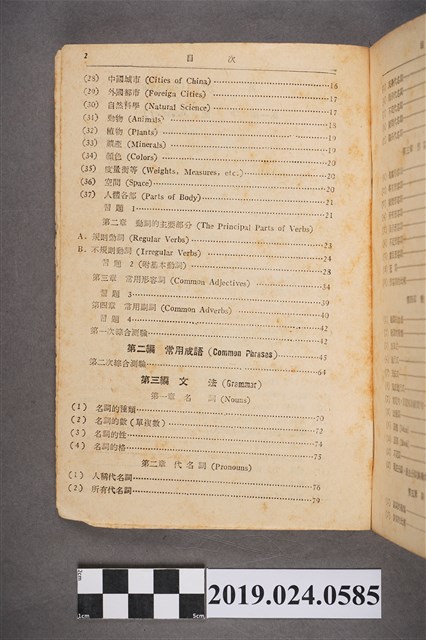 2 目 次
(28) 中國城市 (Cities of China) 16
(29) 外國都市 (Foreign Cities) 17
(30) 自然科學 (Natural Science) 17
(31) 動物 (Animals) 18
(32) 植物 (Plants) 19
(33) 礦產 (Minerals) 19
(34) 顏色 (Colors) 20
(35) 度量衡等 (Weights, Measures, etc.) 20
(36) 空間 (Space) 20
(37) 人體各部 (Parts of Body) 21
習題 1 21
第二章 動詞的主要部分 (The Principal Parts of Verbs)
A. 規則動詞 (Regular Verbs) 23
B. 不規則動詞 (Irregular Verbs) 24
習題 2 (附基本動詞) 28
第三章 常用形容詞 (Common Adjectives) 34
習題 3 39
第四章 常用副詞 (Common Adverbs) 40
習題 4 42
第一次綜合測驗 42
第二編 常用成語 (Common Phrases) 45
第二次綜合測驗 64
第三編 文 法 (Grammar)
第一章 名 詞 (Nouns)
(1) 名詞的種類 70
(2) 名詞的數 (單複數) 72
(3) 名詞的性 74
(4) 名詞的格 75
第二章 代名詞 (Pronouns)
(1) 人稱代名詞 78
(2) 所有代名詞 79
1cm
2019.024.0585